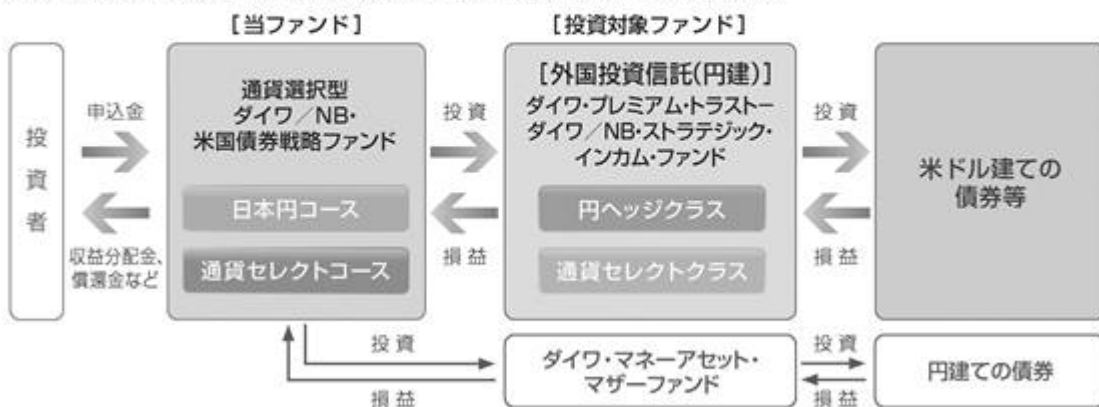 [当ファンド]
[投資対象ファンド]
投資者
申込金
収益分配金、
償還金など
通貨選択型
ダイワ/NB・
米国債券戦略ファンド
日本円コース
通貨セレクトコース
投資
損益
[外国投資信託(円建)]
ダイワ・プレミアム・トラスト－
ダイワ/NB・ストラテジック・
インカム・ファンド
円ヘッジクラス
通貨セレクトクラス
投資
損益
米ドル建ての
債券等
投資
損益
ダイワ・マネーアセット・
マザーファンド
投資
損益
円建ての債券